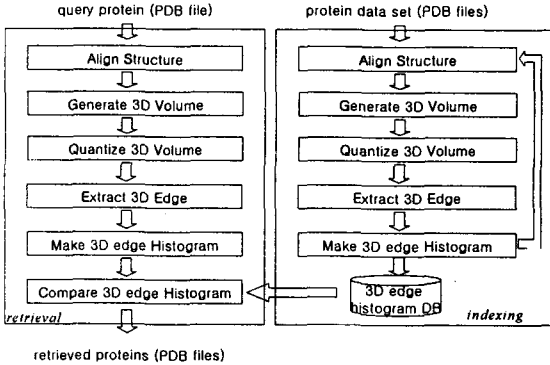 query protein (PDB file)
Align Structure
Generate 3D Volume
Quantize 3D Volume
Extract 3D Edge
Make 3D edge Histogram
Compare 3D edge Histogram
retrieval
retrieved proteins (PDB files)
protein data set (PDB files)
Align Structure
Generate 3D Volume
Quantize 3D Volume
Extract 3D Edge
Make 3D edge Histogram
3D edge
histogram DB
indexing